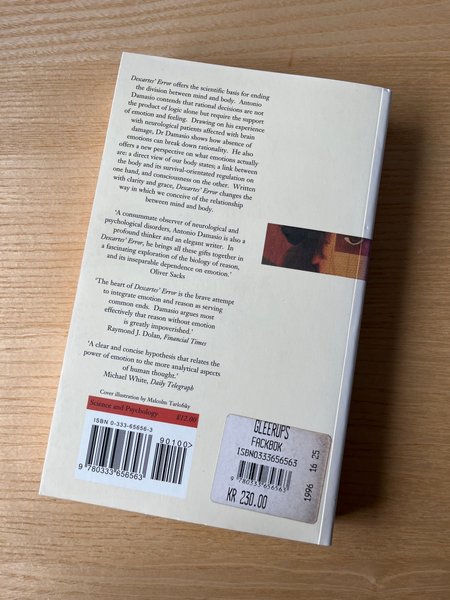 Descartes' Error offers the scientific basis for ending
the division between mind and body. Antonio
Damasio contends that rational decisions are not
the product of logic alone but require the support
of emotion and feeling. Drawing on his experience
with neurological patients affected with brain
damage, Dr Damasio shows how absence of
emotions can break down rationality. He also
offers a new perspective on what emotions actually
are: a direct view of our body states; a link between
the body and its survival-orientated regulation on
one hand, and consciousness on the other. Written
with clarity and grace, Descartes' Error changes the
way in which we conceive of the relationship
between mind and body.
'A consummate observer of neurological and
psychological disorders, Antonio Damasio is also a
profound thinker and an elegant writer. In
Descartes' Error, he brings all these gifts together in
a fascinating exploration of the biology of reason,
and its inseparable dependence on emotion.'
Oliver Sacks
'The heart of Descartes' Error is the brave attempt
to integrate emotion and reason as serving
common ends. Damasio argues most
effectively that reason without emotion
is greatly impoverished.'
Raymond J. Dolan, Financial Times
'A clear and concise hypothesis that relates the
power of emotion to the more analytical aspects
of human thought.'
Michael White, Daily Telegraph
Cover illustration by Malcolm Tarlofsky
Science and Psychology £12.00
ISBN 0-333-65656-3
90100>
9 780333 656563
GLEERUPS
FACKBOK
ISBN0333656563
9 780333 656563
KR 230.00
1996 16 25